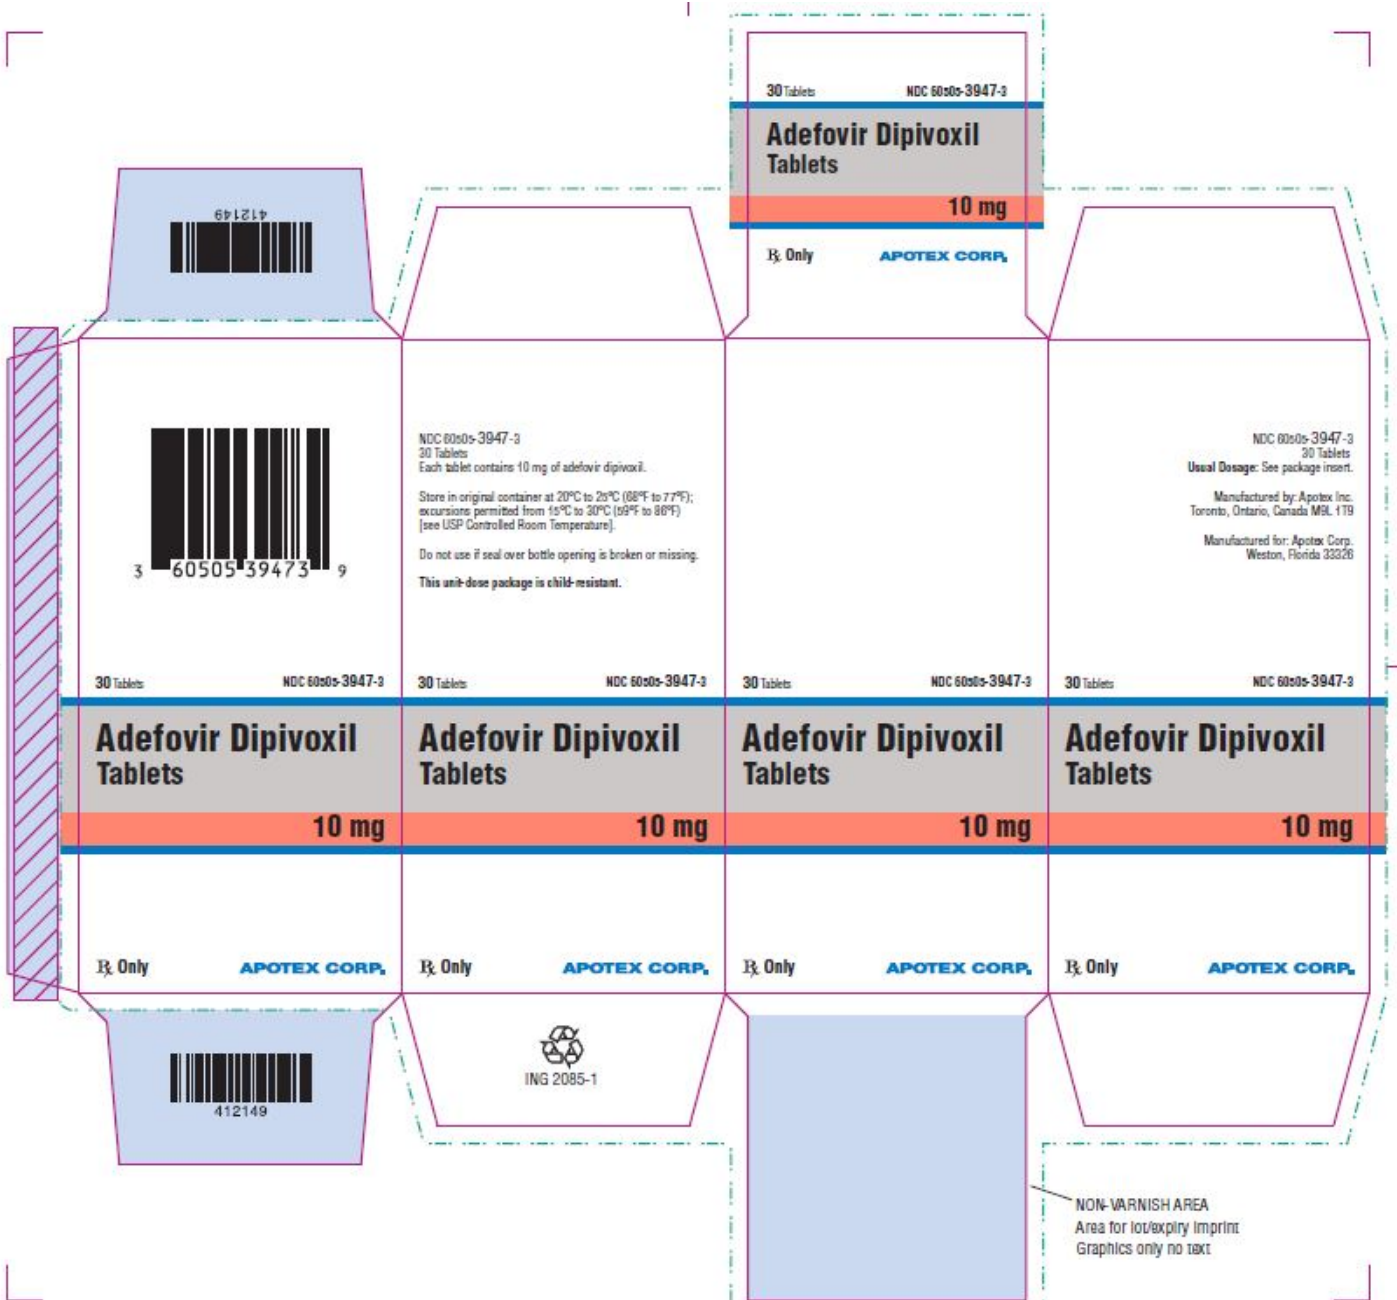 30 Tablets NDC 60505-3947-3
Adefovir Dipivoxil
Tablets
10 mg
℞ Only APOTEX CORP.
412149
3 60505 39473 9
30 Tablets NDC 60505-3947-3
Adefovir Dipivoxil
Tablets
10 mg
℞ Only APOTEX CORP.
412149
NDC 60505-3947-3
30 Tablets
Each tablet contains 10 mg of adefovir dipivoxil.
Store in original container at 20°C to 25°C (68°F to 77°F);
excursions permitted from 15°C to 30°C (59°F to 86°F)
[see USP Controlled Room Temperature].
Do not use if seal over bottle opening is broken or missing.
This unit-dose package is child-resistant.
30 Tablets NDC 60505-3947-3
Adefovir Dipivoxil
Tablets
10 mg
℞ Only APOTEX CORP.
ING 2085-1
30 Tablets NDC 60505-3947-3
Adefovir Dipivoxil
Tablets
10 mg
℞ Only APOTEX CORP.
NDC 60505-3947-3
30 Tablets
Usual Dosage: See package insert.
Manufactured by: Apotex Inc.
Toronto, Ontario, Canada M9L 1T9
Manufactured for: Apotex Corp.
Weston, Florida 33326
30 Tablets NDC 60505-3947-3
Adefovir Dipivoxil
Tablets
10 mg
℞ Only APOTEX CORP.
NON-VARNISH AREA
Area for lot/expiry imprint
Graphics only no text